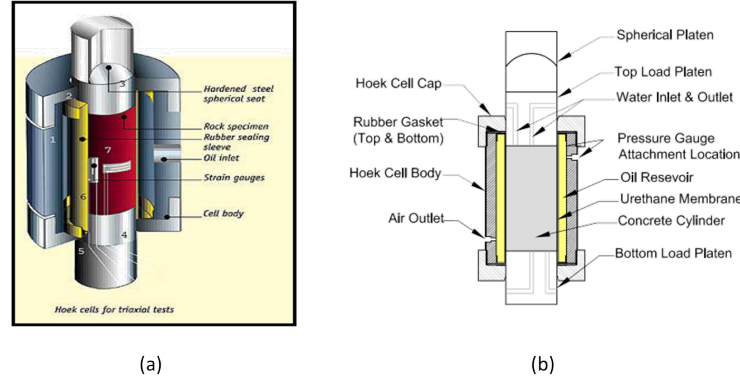 3
2
Hardened steel
spherical seat
1
Rock specimen
Rubber sealing
sleeve
7
Oil inlet
Strain gauges
6
Cell body
4
5
Hoek cells for triaxial tests
(a)
Spherical Platen
Hoek Cell Cap
Top Load Platen
Water Inlet & Outlet
Rubber Gasket
(Top & Bottom)
Pressure Gauge
Attachment Location
Hoek Cell Body
Oil Resevoir
Urethane Membrane
Air Outlet
Concrete Cylinder
Bottom Load Platen
(b)